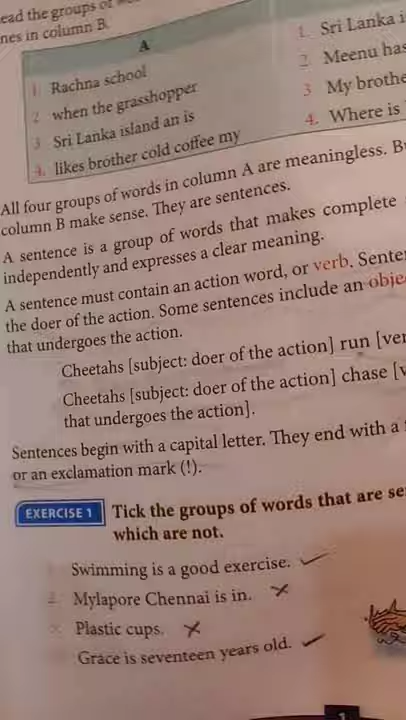 ead the groups of
nes in column B.
A
1. Rachna school
2 when the grasshopper
3 Sri Lanka island an is
4. likes brother cold coffee my
1. Sri Lanka i
2 Meenu has
3 My brothe
4. Where is
All four groups of words in column A are meaningless. B
column B make sense. They are sentences.
A sentence is a group of words that makes complete
independently and expresses a clear meaning.
A sentence must contain an action word, or verb. Senter
the doer of the action. Some sentences include an obje
that undergoes the action.
Cheetahs [subject: doer of the action] run [ver
Cheetahs [subject: doer of the action] chase [v
that undergoes the action].
Sentences begin with a capital letter. They end with a
or an exclamation mark (!).
EXERCISE 1 Tick the groups of words that are se
which are not.
Swimming is a good exercise. ✓
Mylapore Chennai is in. ✗
Plastic cups. ✗
Grace is seventeen years old. ✓
1